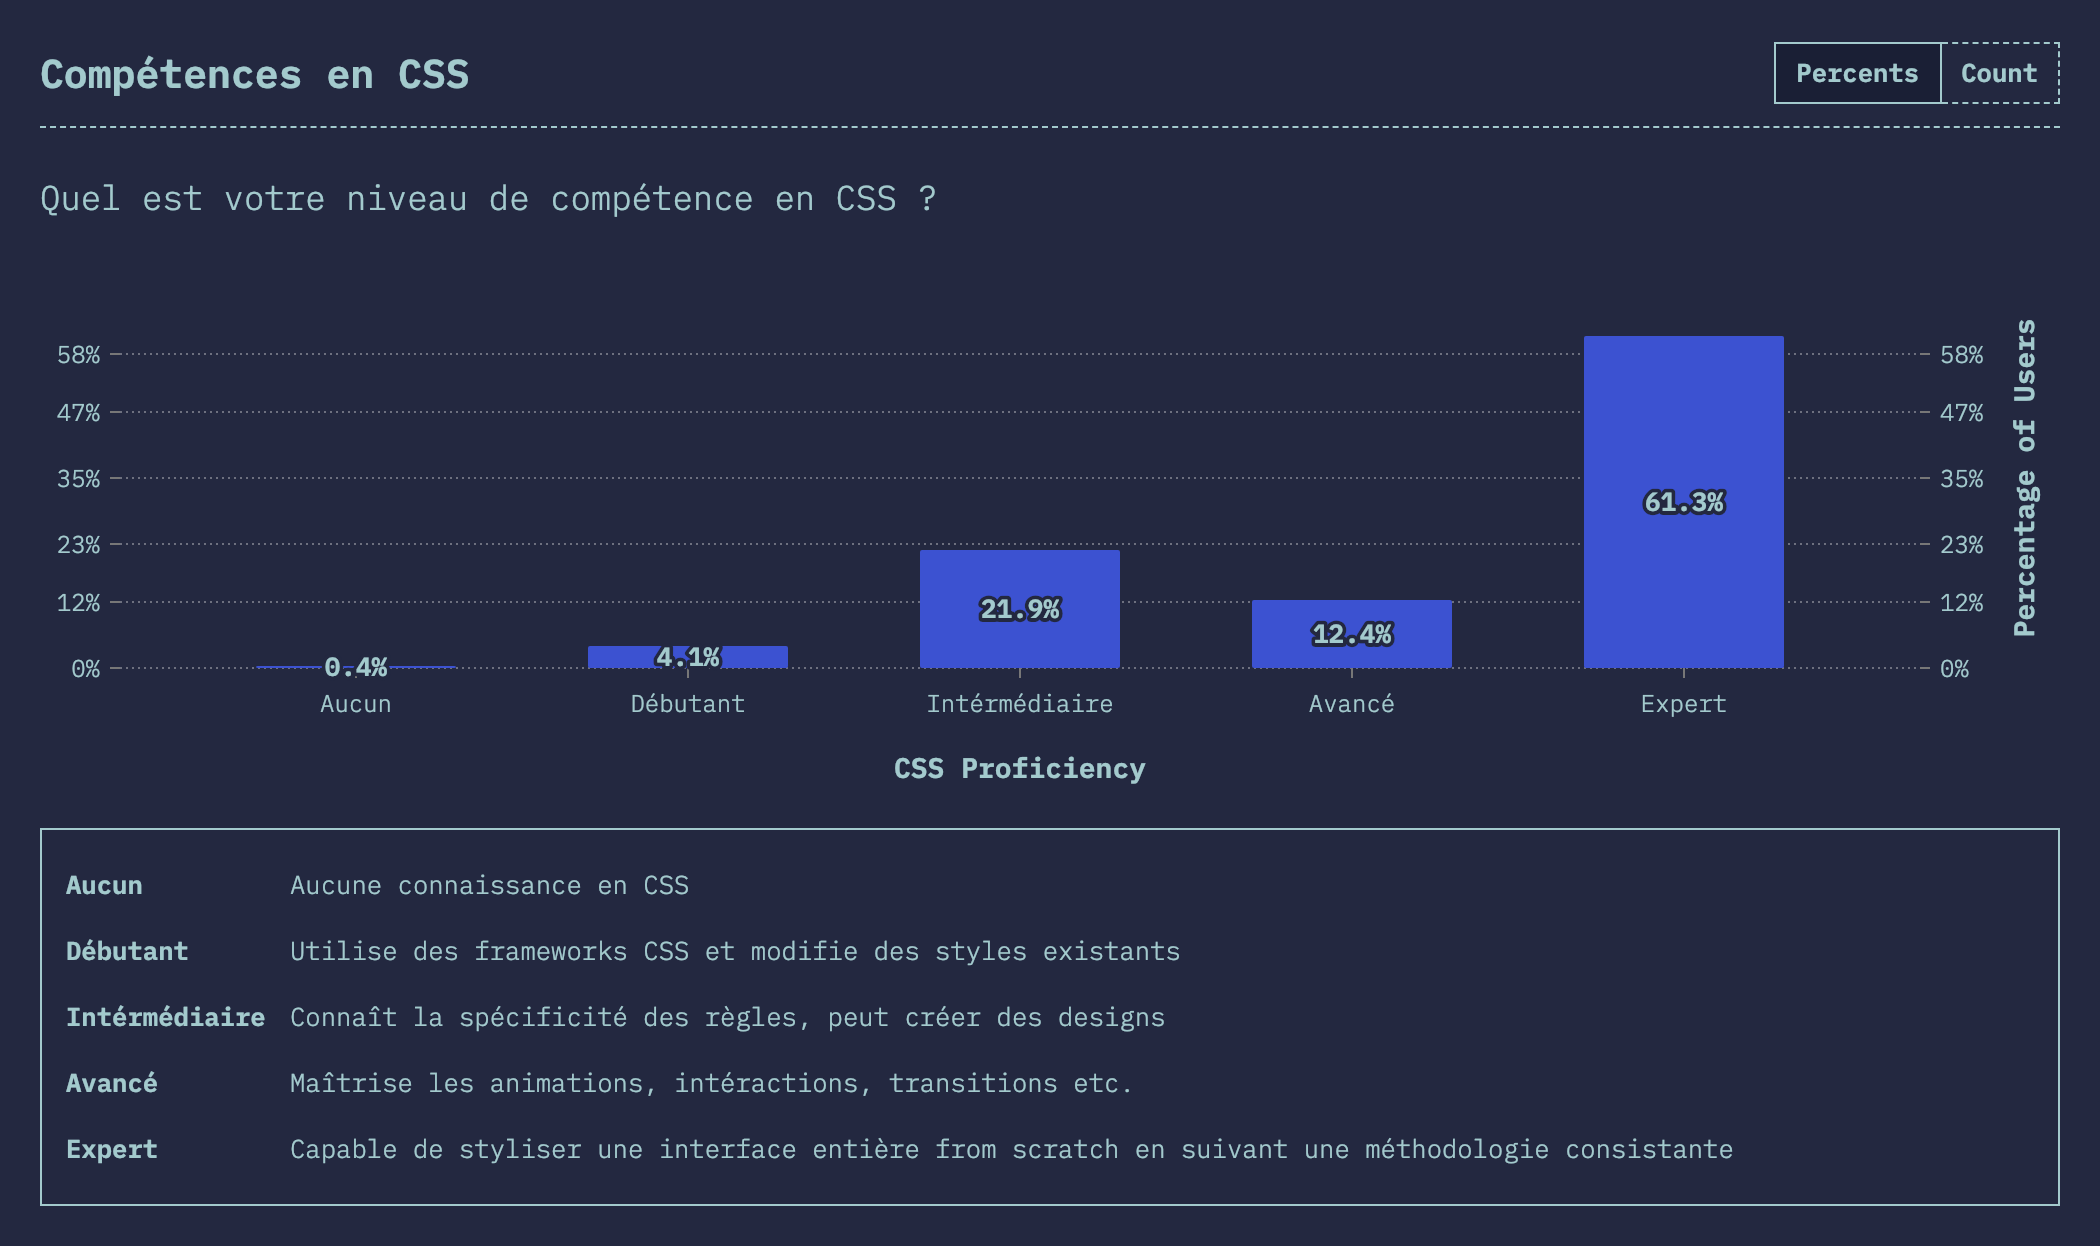 Compétences en CSS
Percents Count
Quel est votre niveau de compétence en CSS ?
58% 58%
47% 47%
35% 35%
23% 23%
12% 12%
0% 0%
Percentage of Users
0.4% 4.1% 21.9% 12.4% 61.3%
Aucun Débutant Intérmédiaire Avancé Expert
CSS Proficiency
Aucun Aucune connaissance en CSS
Débutant Utilise des frameworks CSS et modifie des styles existants
Intérmédiaire Connaît la spécificité des règles, peut créer des designs
Avancé Maîtrise les animations, intéractions, transitions etc.
Expert Capable de styliser une interface entière from scratch en suivant une méthodologie consistante